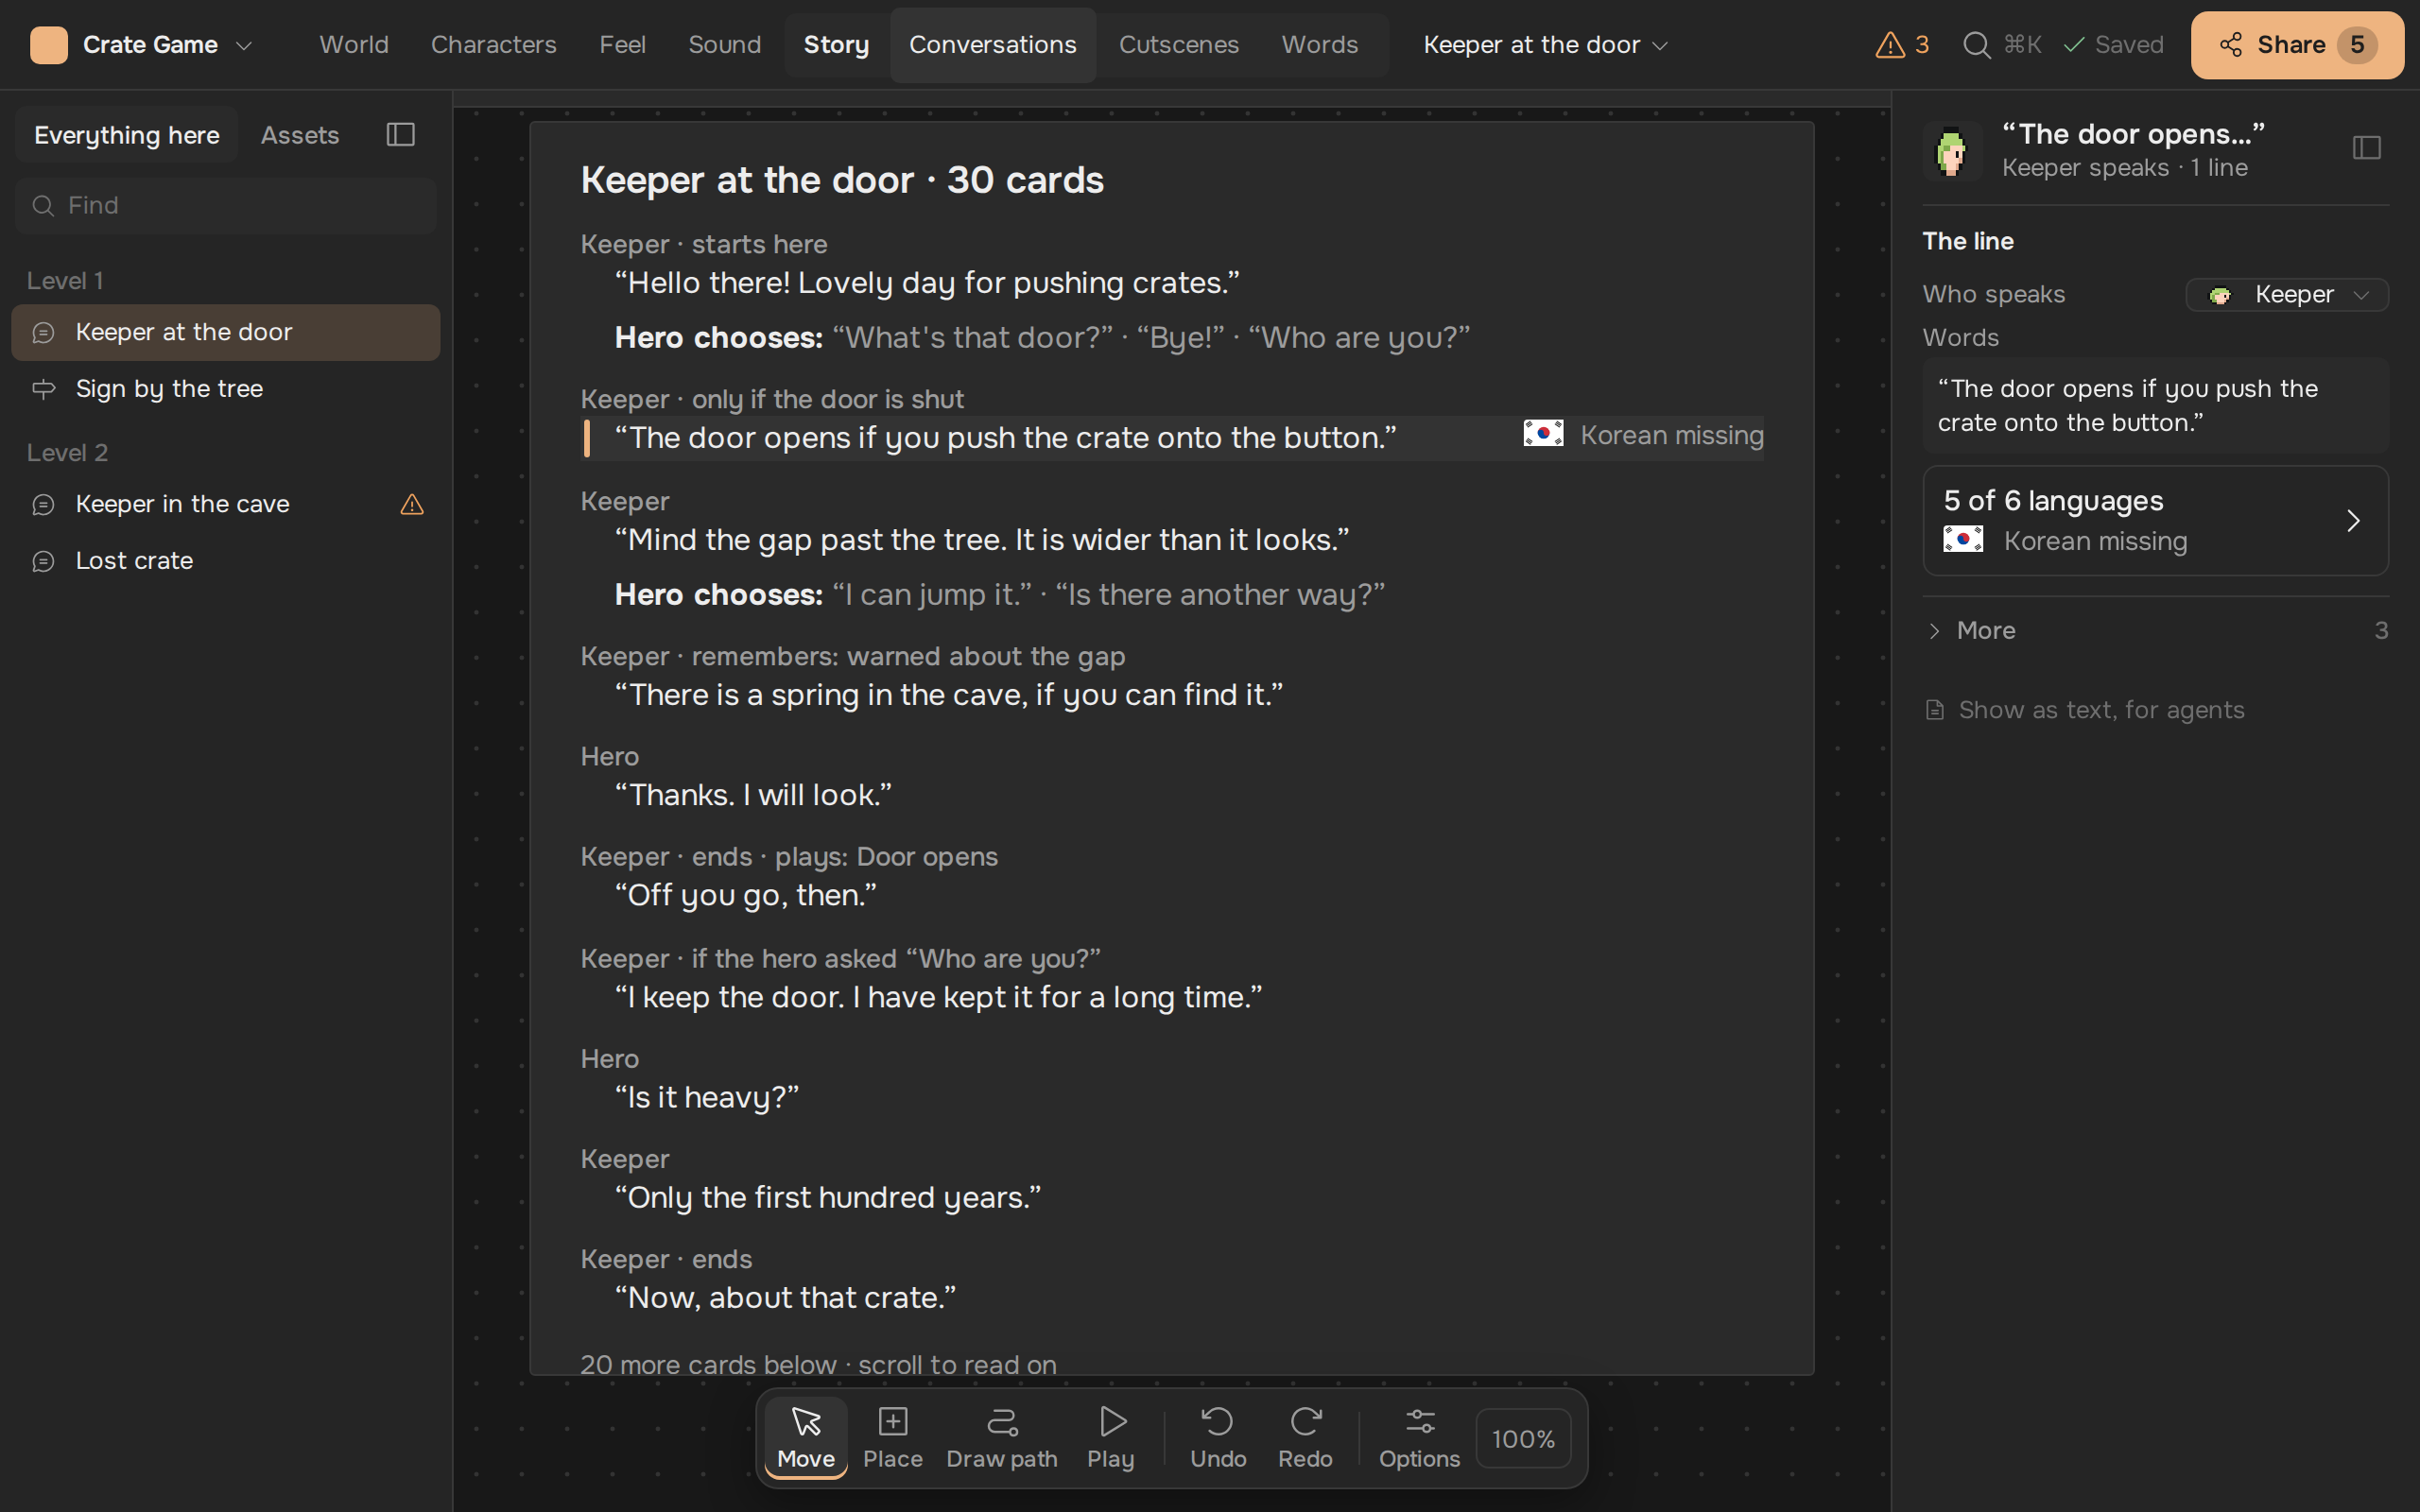 Crate Game
World
Characters
Feel
Sound
Story
Conversations
Cutscenes
Words
Keeper at the door
3
⌘K
Saved
Share 5
Everything here
Assets
Find
Level 1
Keeper at the door
Sign by the tree
Level 2
Keeper in the cave
Lost crate
Keeper at the door · 30 cards
Keeper · starts here
“Hello there! Lovely day for pushing crates.”
Hero chooses: “What's that door?” · “Bye!” · “Who are you?”
Keeper · only if the door is shut
“The door opens if you push the crate onto the button.”
Korean missing
Keeper
“Mind the gap past the tree. It is wider than it looks.”
Hero chooses: “I can jump it.” · “Is there another way?”
Keeper · remembers: warned about the gap
“There is a spring in the cave, if you can find it.”
Hero
“Thanks. I will look.”
Keeper · ends · plays: Door opens
“Off you go, then.”
Keeper · if the hero asked “Who are you?”
“I keep the door. I have kept it for a long time.”
Hero
“Is it heavy?”
Keeper
“Only the first hundred years.”
Keeper · ends
“Now, about that crate.”
20 more cards below · scroll to read on
Move
Place
Draw path
Play
Undo
Redo
Options
100%
“The door opens...”
Keeper speaks · 1 line
The line
Who speaks
Keeper
Words
“The door opens if you push the
crate onto the button.”
5 of 6 languages
Korean missing
More
3
Show as text, for agents